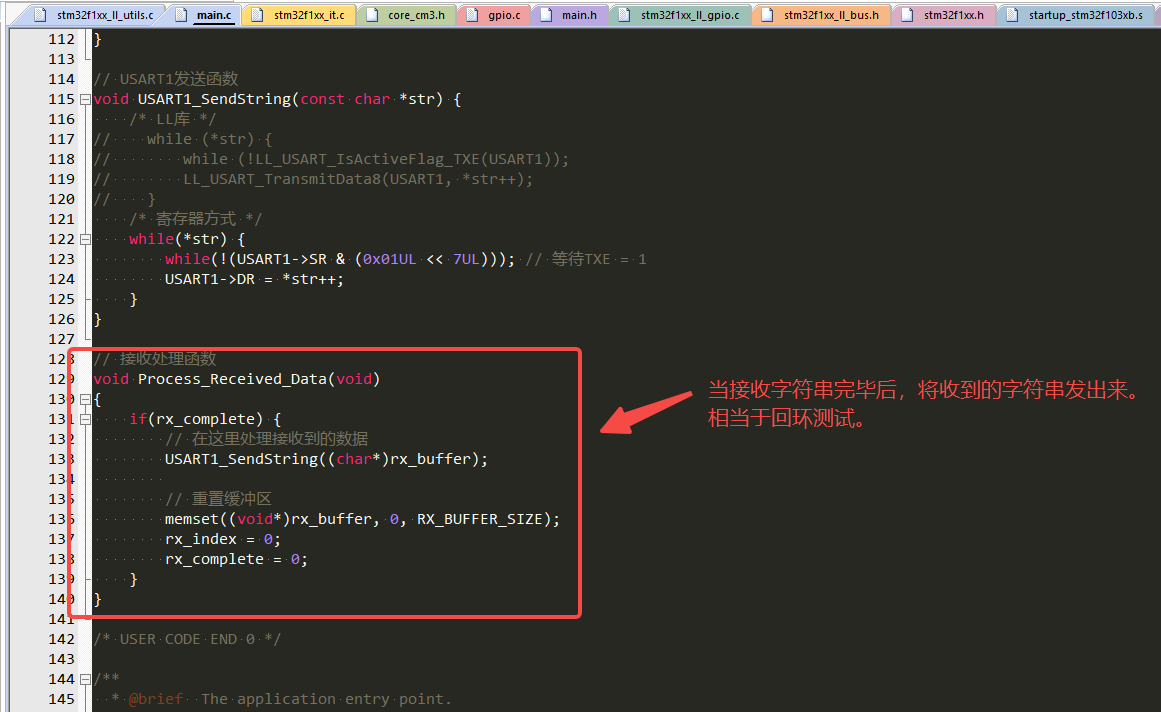 stm32f1xx_ll_utils.c main.c stm32f1xx_it.c core_cm3.h gpio.c main.h stm32f1xx_ll_gpio.c stm32f1xx_ll_bus.h stm32f1xx.h startup_stm32f103xb.s
112 }
113
114 // USART1发送函数
115 void USART1_SendString(const char *str) {
116     /* LL库 */
117 //    while (*str) {
118 //        while (!LL_USART_IsActiveFlag_TXE(USART1));
119 //        LL_USART_TransmitData8(USART1, *str++);
120 //    }
121     /* 寄存器方式 */
122     while(*str) {
123         while(!(USART1->SR & (0x01UL << 7UL))); // 等待TXE = 1
124         USART1->DR = *str++;
125     }
126 }
127
128 // 接收处理函数
129 void Process_Received_Data(void)
130 {
131     if(rx_complete) {
132         // 在这里处理接收到的数据
133         USART1_SendString((char*)rx_buffer);
134
135         // 重置缓冲区
136         memset((void*)rx_buffer, 0, RX_BUFFER_SIZE);
137         rx_index = 0;
138         rx_complete = 0;
139     }
140 }
141
142 /* USER CODE END 0 */
143
144 /**
145   * @brief  The application entry point.
当接收字符串完毕后，将收到的字符串发出来。
相当于回环测试。